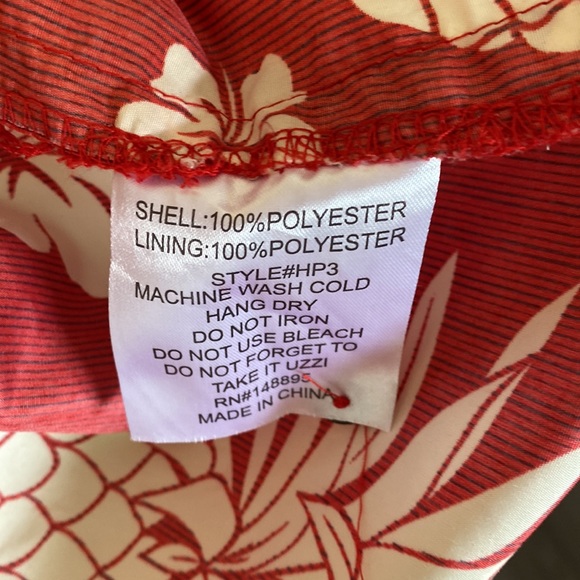 SHELL:100%POLYESTER
LINING:100%POLYESTER
STYLE#HP3
MACHINE WASH COLD
HANG DRY
DO NOT IRON
DO NOT USE BLEACH
DO NOT FORGET TO
TAKE IT UZZI
RN#148895
MADE IN CHINA